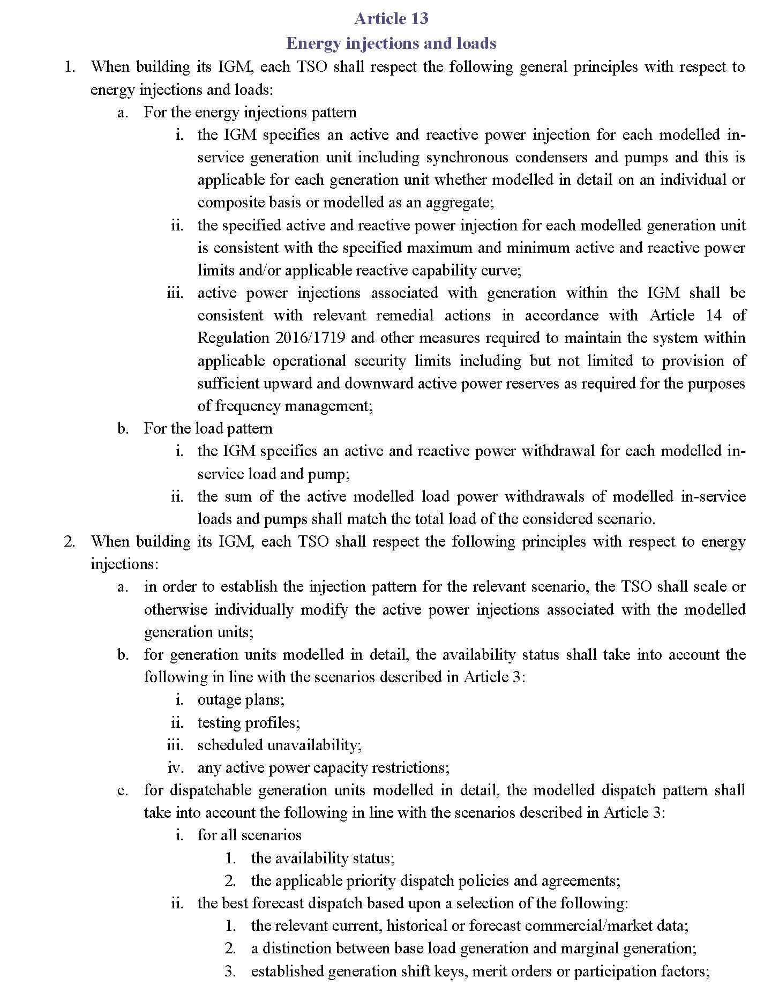 Article 13
Energy injections and loads
1. When building its IGM, each TSO shall respect the following general principles with respect to
energy injections and loads:
a. For the energy injections pattern
i. the IGM specifies an active and reactive power injection for each modelled in-
service generation unit including synchronous condensers and pumps and this is
applicable for each generation unit whether modelled in detail on an individual or
composite basis or modelled as an aggregate;
ii. the specified active and reactive power injection for each modelled generation unit
is consistent with the specified maximum and minimum active and reactive power
limits and/or applicable reactive capability curve;
iii. active power injections associated with generation within the IGM shall be
consistent with relevant remedial actions in accordance with Article 14 of
Regulation 2016/1719 and other measures required to maintain the system within
applicable operational security limits including but not limited to provision of
sufficient upward and downward active power reserves as required for the purposes
of frequency management;
b. For the load pattern
i. the IGM specifies an active and reactive power withdrawal for each modelled in-
service load and pump;
ii. the sum of the active modelled load power withdrawals of modelled in-service
loads and pumps shall match the total load of the considered scenario.
2. When building its IGM, each TSO shall respect the following principles with respect to energy
injections:
a. in order to establish the injection pattern for the relevant scenario, the TSO shall scale or
otherwise individually modify the active power injections associated with the modelled
generation units;
b. for generation units modelled in detail, the availability status shall take into account the
following in line with the scenarios described in Article 3:
i. outage plans;
ii. testing profiles;
iii. scheduled unavailability;
iv. any active power capacity restrictions;
c. for dispatchable generation units modelled in detail, the modelled dispatch pattern shall
take into account the following in line with the scenarios described in Article 3:
i. for all scenarios
1. the availability status;
2. the applicable priority dispatch policies and agreements;
ii. the best forecast dispatch based upon a selection of the following:
1. the relevant current, historical or forecast commercial/market data;
2. a distinction between base load generation and marginal generation;
3. established generation shift keys, merit orders or participation factors;